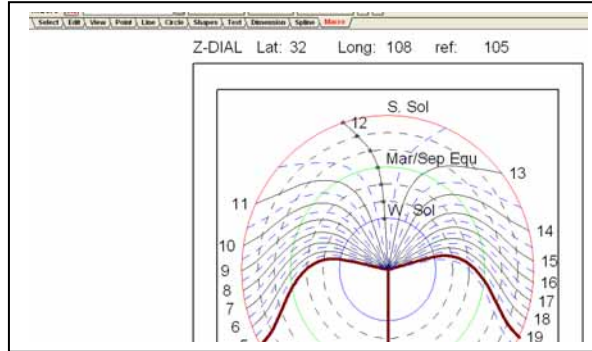 Select Edit View Point Line Circle Shapes Text Dimension Spline Macro
Z-DIAL Lat: 32 Long: 108 ref: 105
S. Sol
12
Mar/Sep Equ
13
11
W. Sol
14
10
15
9
16
8
17
7
18
6
19